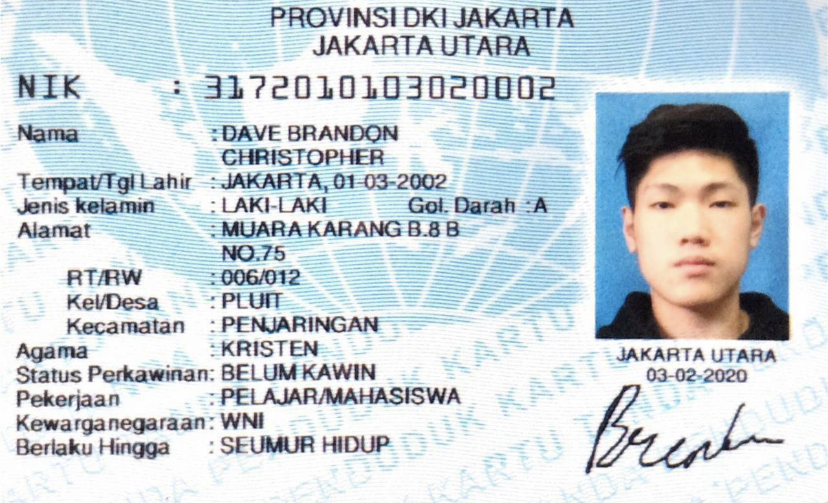 PROVINSI DKI JAKARTA
JAKARTA UTARA
NIK : 3172010103020002
Nama : DAVE BRANDON
CHRISTOPHER
Tempat/Tgl Lahir : JAKARTA, 01-03-2002
Jenis kelamin : LAKI-LAKI Gol. Darah : A
Alamat : MUARA KARANG B.8 B
NO.75
RT/RW : 006/012
Kel/Desa : PLUIT
Kecamatan : PENJARINGAN
Agama : KRISTEN
Status Perkawinan: BELUM KAWIN
Pekerjaan : PELAJAR/MAHASISWA
Kewarganegaraan: WNI
Berlaku Hingga : SEUMUR HIDUP
JAKARTA UTARA
03-02-2020